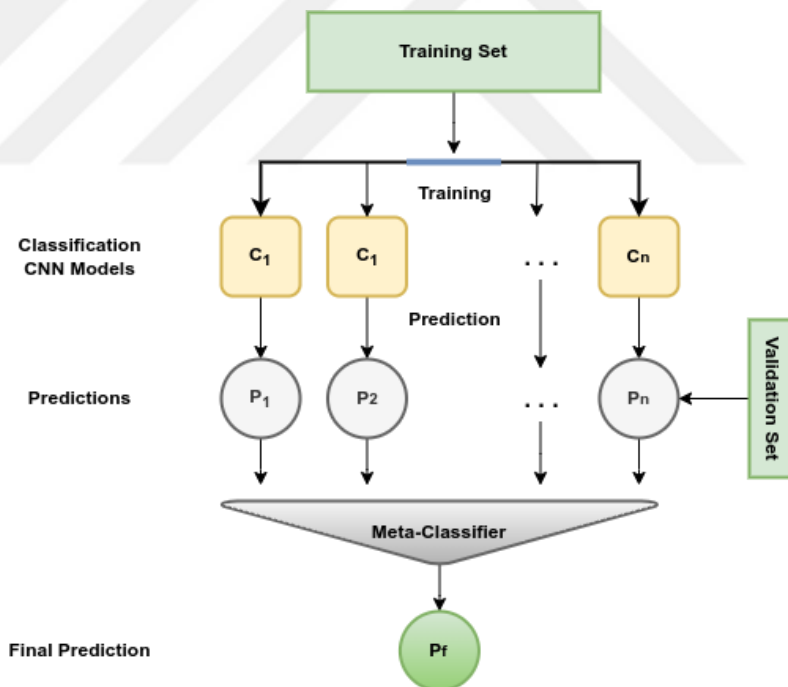 Training Set
Training
Classification
CNN Models
C1
C1
. . .
Cn
Prediction
Predictions
P1
P2
. . .
Pn
Validation Set
Meta-Classifier
Final Prediction
Pf